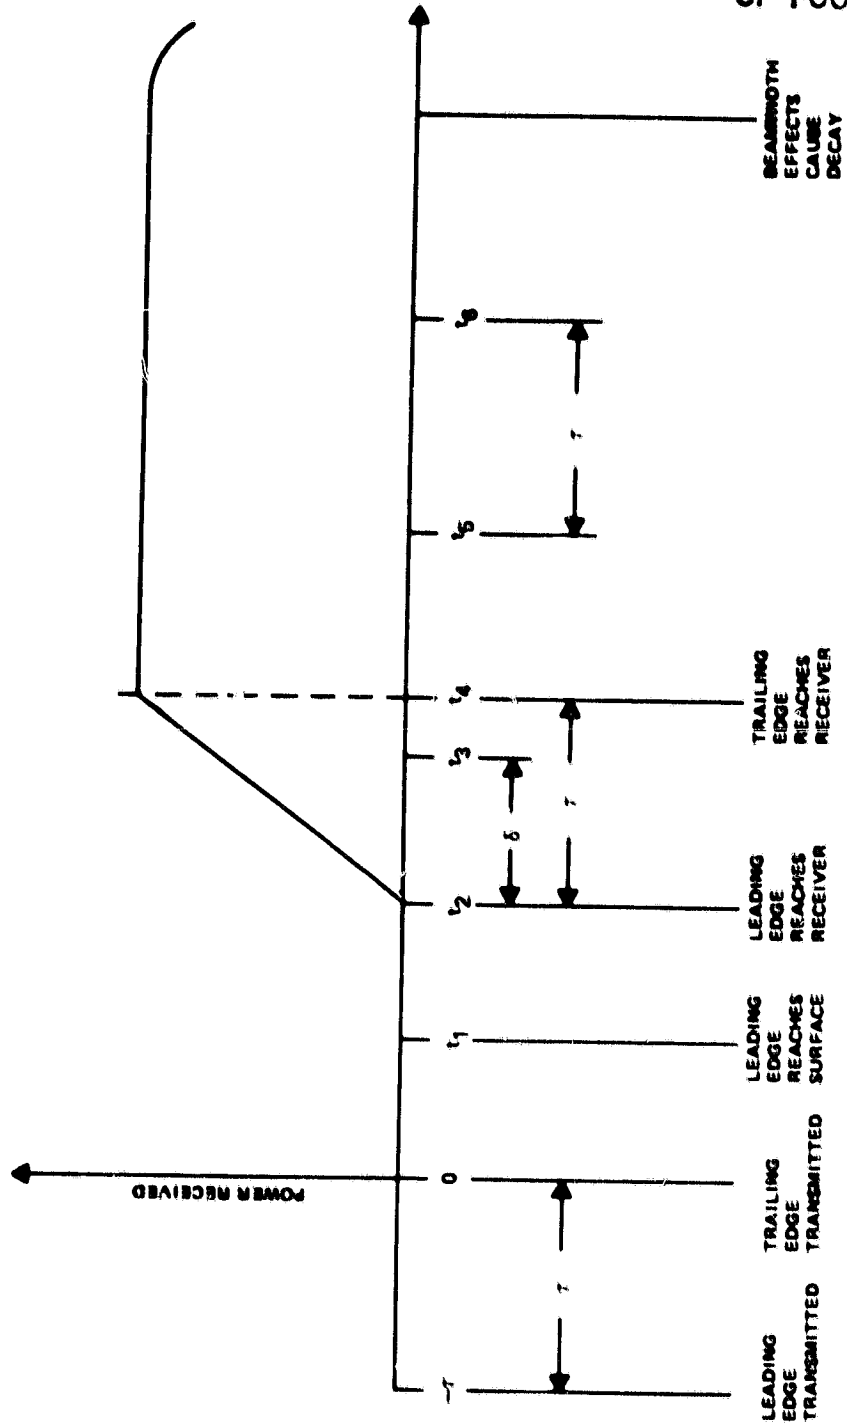 POWER RECEIVED
-τ
0
t1
t2
t3
t4
t5
t6
τ
δ
τ
τ
LEADING
EDGE
TRANSMITTED
TRAILING
EDGE
TRANSMITTED
LEADING
EDGE
REACHES
SURFACE
LEADING
EDGE
REACHES
RECEIVER
TRAILING
EDGE
REACHES
RECEIVER
EFFECTS
CAUSE
DECAY